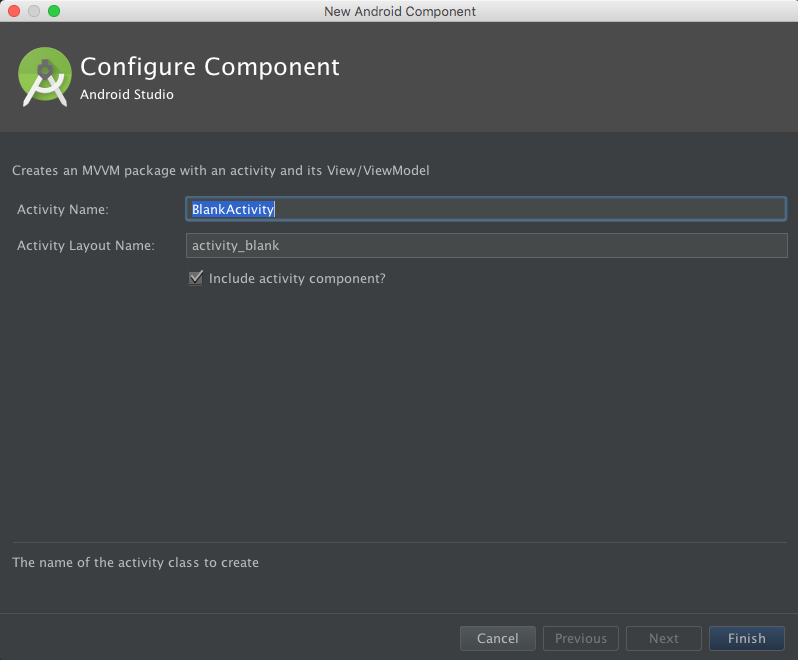 New Android Component
Configure Component
Android Studio
Creates an MVVM package with an activity and its View/ViewModel
Activity Name: BlankActivity
Activity Layout Name: activity_blank
Include activity component?
The name of the activity class to create
Cancel Previous Next Finish